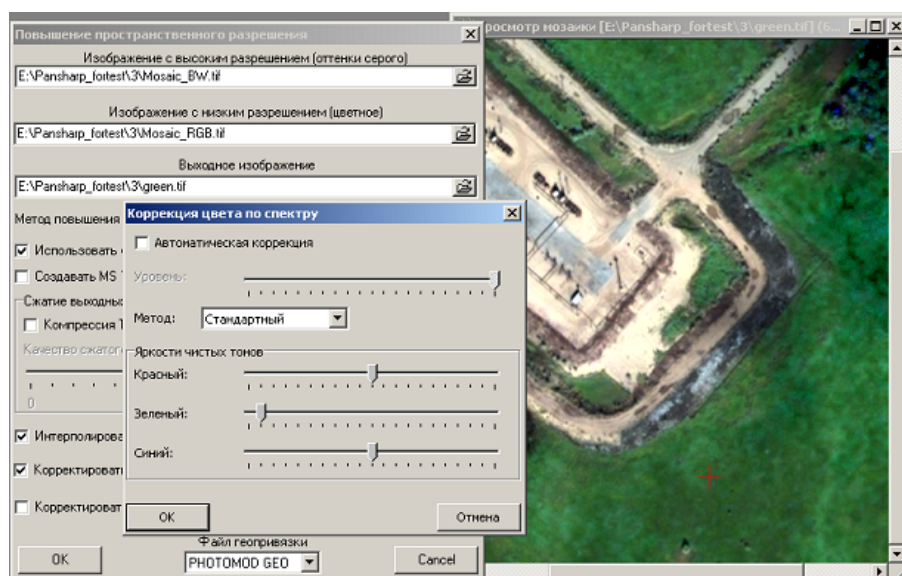 Повышение пространственного разрешения
Изображение с высоким разрешением (оттенки серого)
E:\Pansharp_fortest\3\Mosaic_BW.tif
Изображение с низким разрешением (цветное)
E:\Pansharp_fortest\3\Mosaic_RGB.tif
Выходное изображение
E:\Pansharp_fortest\3\green.tif
Метод повышения
Использовать
Создавать MS
Сжатие выходных
Компрессия
Качество сжатого
0
Интерполирова
Корректироват
Корректироват
Файл геопривязки
OK
PHOTOMOD GEO
Cancel
Коррекция цвета по спектру
Автоматическая коррекция
Уровень:
Метод:
Стандартный
Яркости чистых тонов
Красный:
Зеленый:
Синий:
OK
Отмена
росмотр мозаики [E:\Pansharp_fortest\3\green.tif] (6...